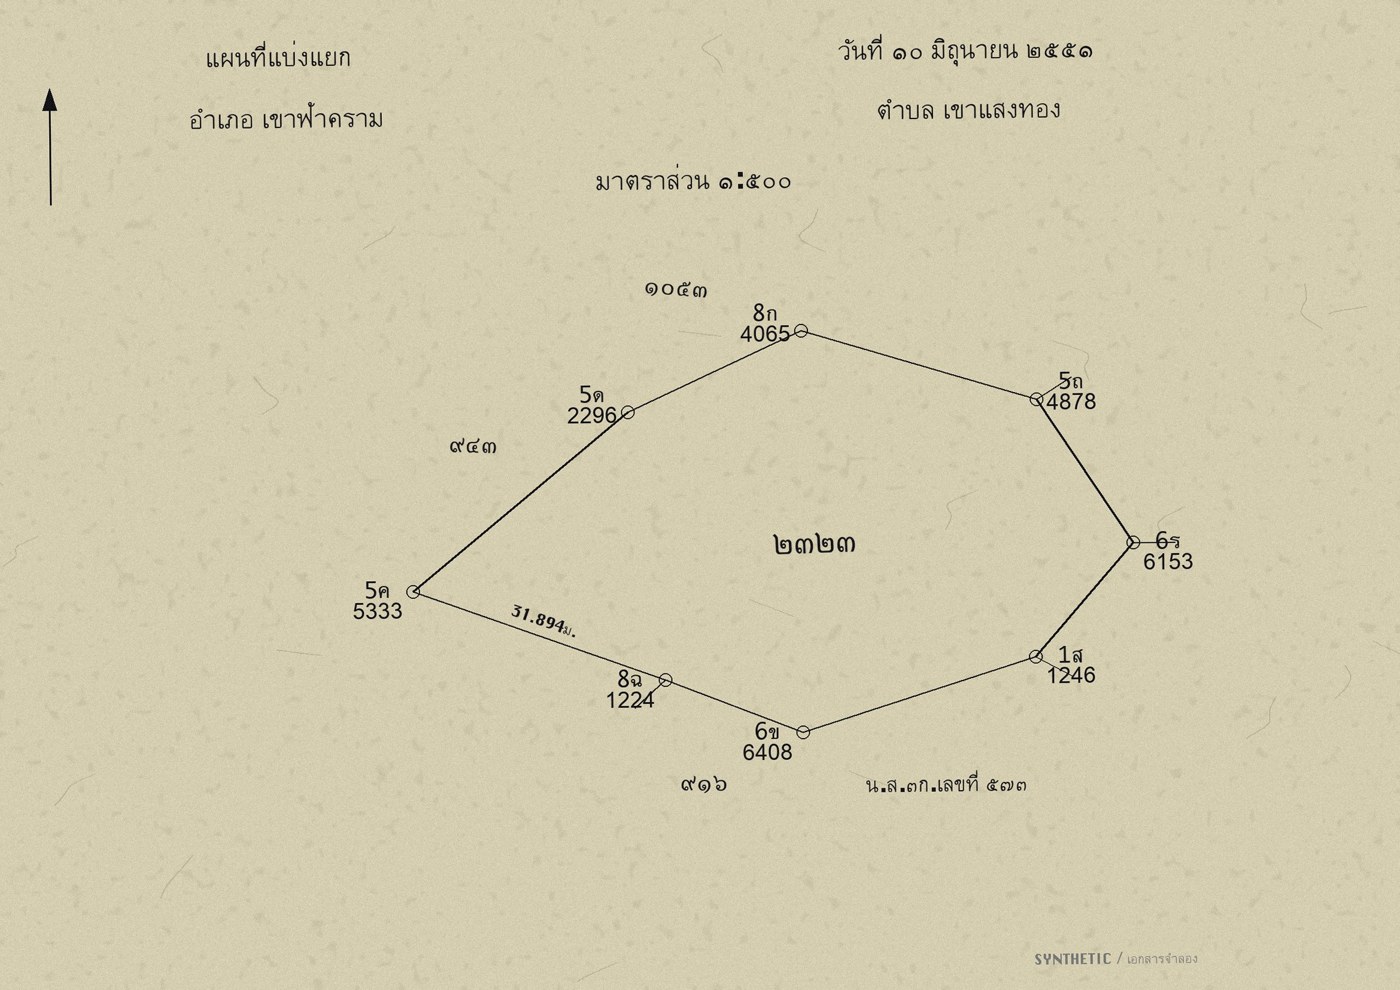 แผนที่แบ่งแยก
วันที่ ๑๐ มิถุนายน ๒๕๕๑
อำเภอ เขาฟ้าคราม
ตำบล เขาแสงทอง
มาตราส่วน ๑:๕๐๐
๑๐๕๓
8ก
4065
5ถ
4878
5ด
2296
๙๔๓
๒๓๒๓
6ร
6153
5ค
5333
31.894ม.
1ส
1246
8ฉ
1224
6ข
6408
๙๑๖
น.ส.๓ก.เลขที่ ๕๗๓
SYNTHETIC / เอกสารจำลอง